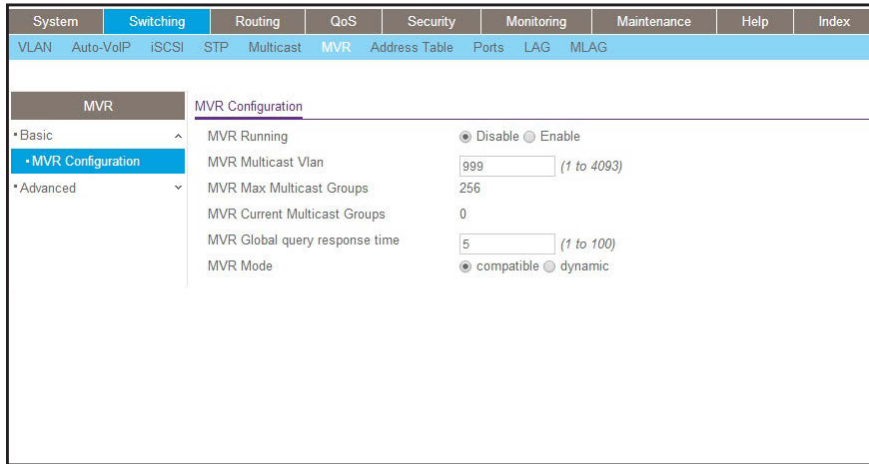 System Switching Routing QoS Security Monitoring Maintenance Help Index
VLAN Auto-VoIP iSCSI STP Multicast MVR Address Table Ports LAG MLAG
MVR
Basic
MVR Configuration
Advanced
MVR Configuration
MVR Running Disable Enable
MVR Multicast Vlan 999 (1 to 4093)
MVR Max Multicast Groups 256
MVR Current Multicast Groups 0
MVR Global query response time 5 (1 to 100)
MVR Mode compatible dynamic